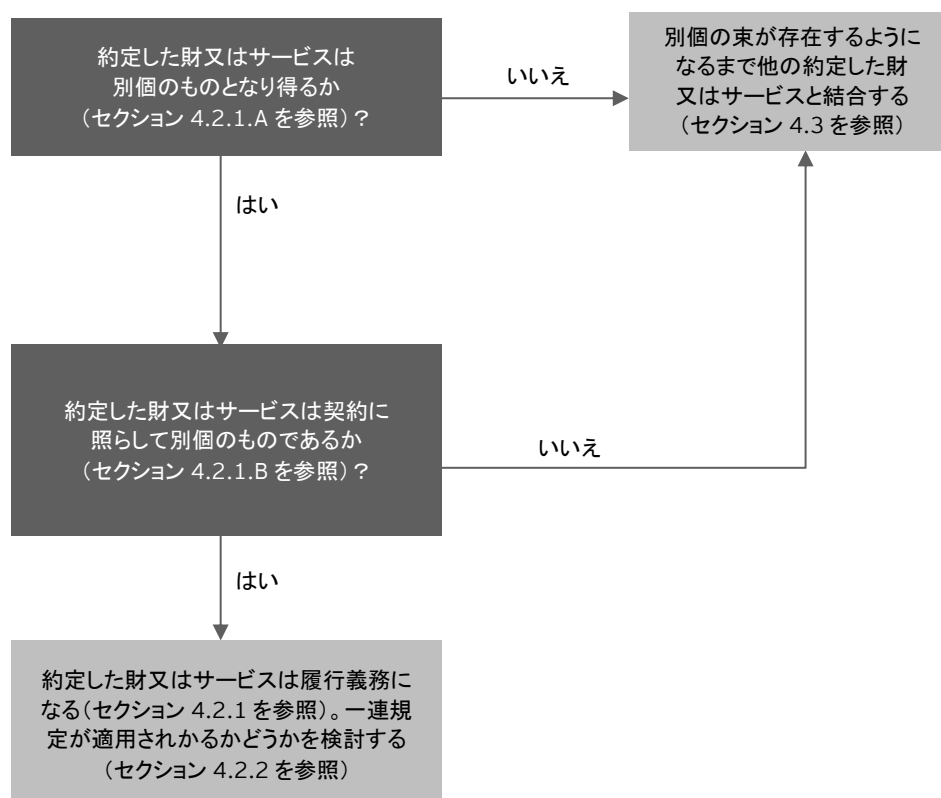 約定した財又はサービスは
別個のものとなり得るか
（セクション 4.2.1.A を参照）？
いいえ
別個の束が存在するように
なるまで他の約定した財
又はサービスと結合する
（セクション 4.3 を参照）
はい
約定した財又はサービスは契約に
照らして別個のものであるか
（セクション 4.2.1.B を参照）？
いいえ
はい
約定した財又はサービスは履行義務に
なる（セクション 4.2.1 を参照）。一連規
定が適用されかるかどうかを検討する
（セクション 4.2.2 を参照）